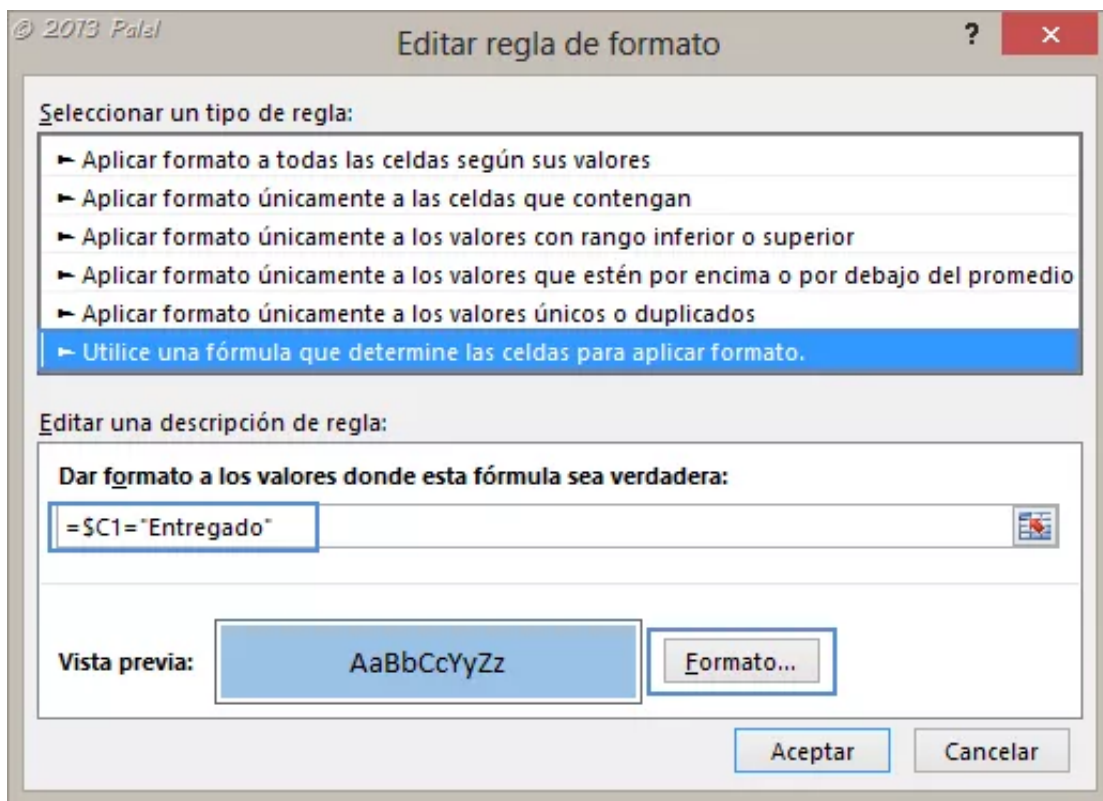 © 2013 Palel
Editar regla de formato
?
Seleccionar un tipo de regla:
► Aplicar formato a todas las celdas según sus valores
► Aplicar formato únicamente a las celdas que contengan
► Aplicar formato únicamente a los valores con rango inferior o superior
► Aplicar formato únicamente a los valores que estén por encima o por debajo del promedio
► Aplicar formato únicamente a los valores únicos o duplicados
► Utilice una fórmula que determine las celdas para aplicar formato.
Editar una descripción de regla:
Dar formato a los valores donde esta fórmula sea verdadera:
=$C1="Entregado"
Vista previa:
AaBbCcYyZz
Formato...
Aceptar
Cancelar